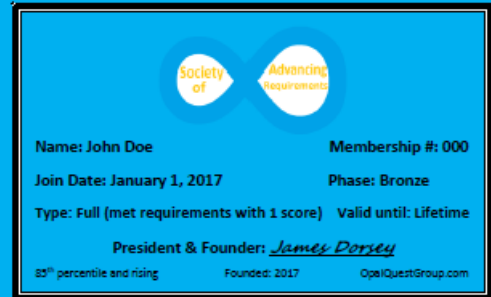 Society Advancing
of Requirements
Name: John Doe Membership #: 000
Join Date: January 1, 2017 Phase: Bronze
Type: Full (met requirements with 1 score) Valid until: Lifetime
President & Founder: James Dorsey
85th percentile and rising Founded: 2017 OpalQuestGroup.com